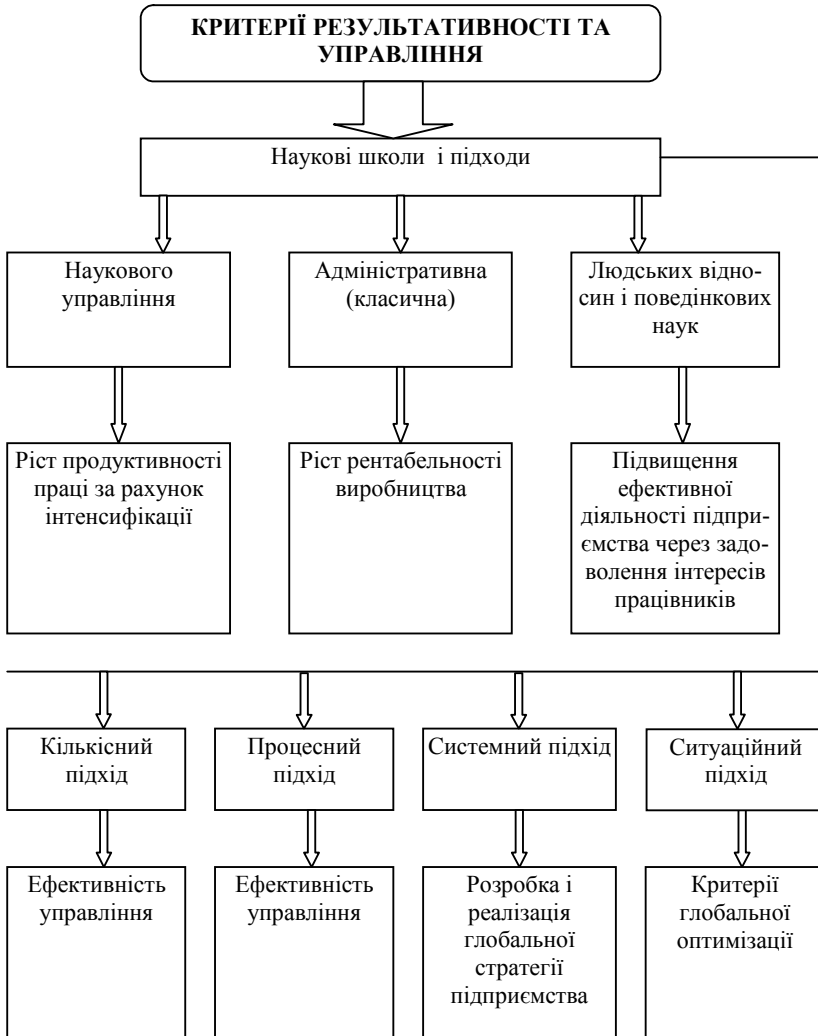 КРИТЕРІЇ РЕЗУЛЬТАТИВНОСТІ ТА
УПРАВЛІННЯ
Наукові школи і підходи
Наукового
управління
Адміністративна
(класична)
Людських відно-
син і поведінкових
наук
Ріст продуктивності
праці за рахунок
інтенсифікації
Ріст рентабельності
виробництва
Підвищення
ефективної
діяльності підпри-
ємства через задо-
волення інтересів
працівників
Кількісний
підхід
Процесний
підхід
Системний підхід
Ситуаційний
підхід
Ефективність
управління
Ефективність
управління
Розробка і
реалізація
глобальної
стратегії
підприємства
Критерії
глобальної
оптимізації